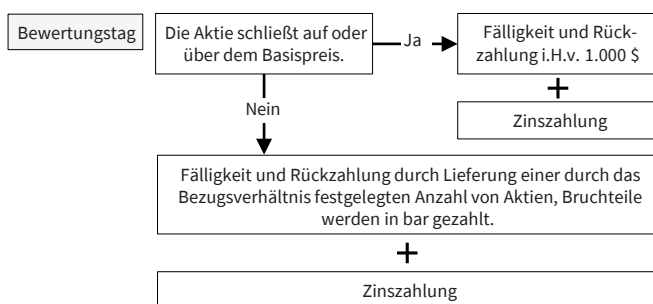 Bewertungstag
Die Aktie schließt auf oder
über dem Basispreis.
Ja
Fälligkeit und Rück-
zahlung i.H.v. 1.000 $
+
Zinszahlung
Nein
Fälligkeit und Rückzahlung durch Lieferung einer durch das
Bezugsverhältnis festgelegten Anzahl von Aktien, Bruchteile
werden in bar gezahlt.
+
Zinszahlung